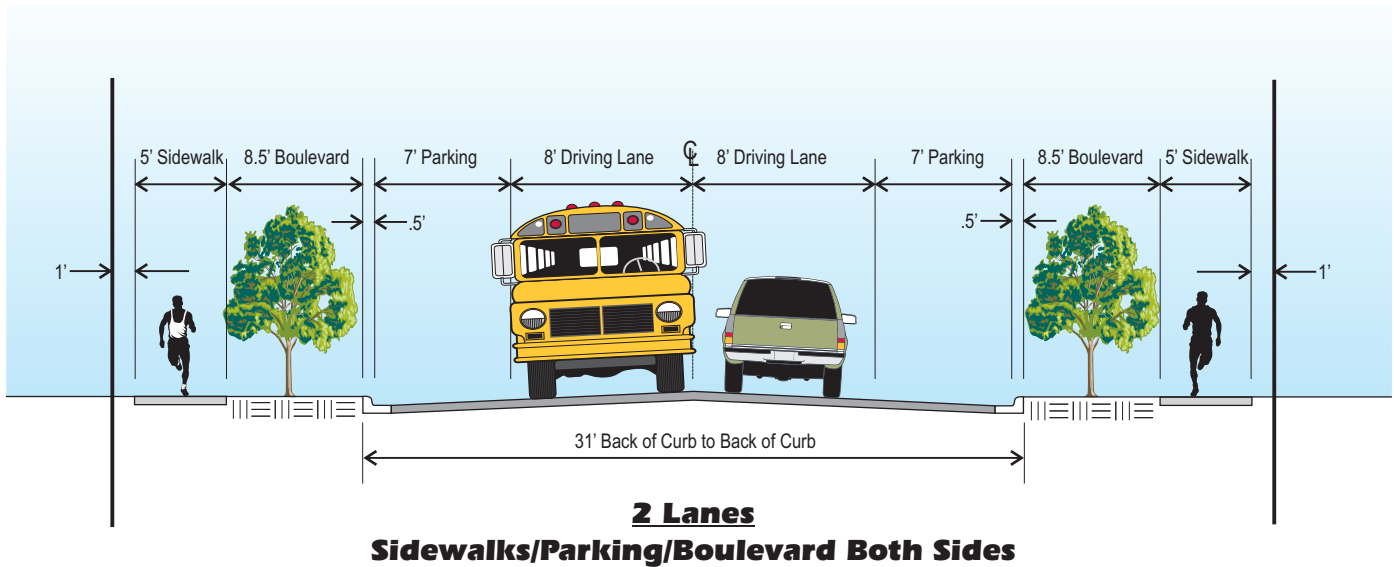 5’ Sidewalk 8.5’ Boulevard 7’ Parking 8’ Driving Lane ℄ 8’ Driving Lane 7’ Parking 8.5’ Boulevard 5’ Sidewalk
.5’ .5’
1’ 1’
31’ Back of Curb to Back of Curb
2 Lanes
Sidewalks/Parking/Boulevard Both Sides